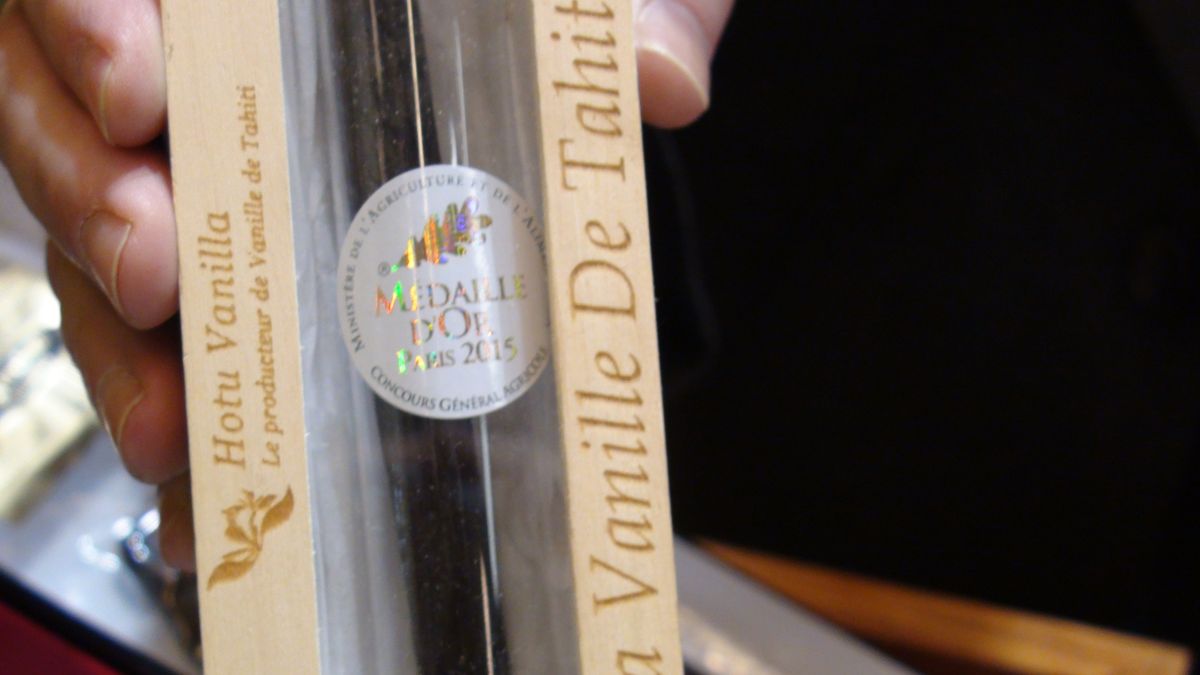 Hotu Vanilla
Le producteur de Vanille de Tahiti
MINISTÈRE DE L'AGRICULTURE ET DE L'ALIM
®
MEDAILLE
D'OR
PARIS 2015
CONCOURS GÉNÉRAL AGRICOLE
a Vanille De Tahit